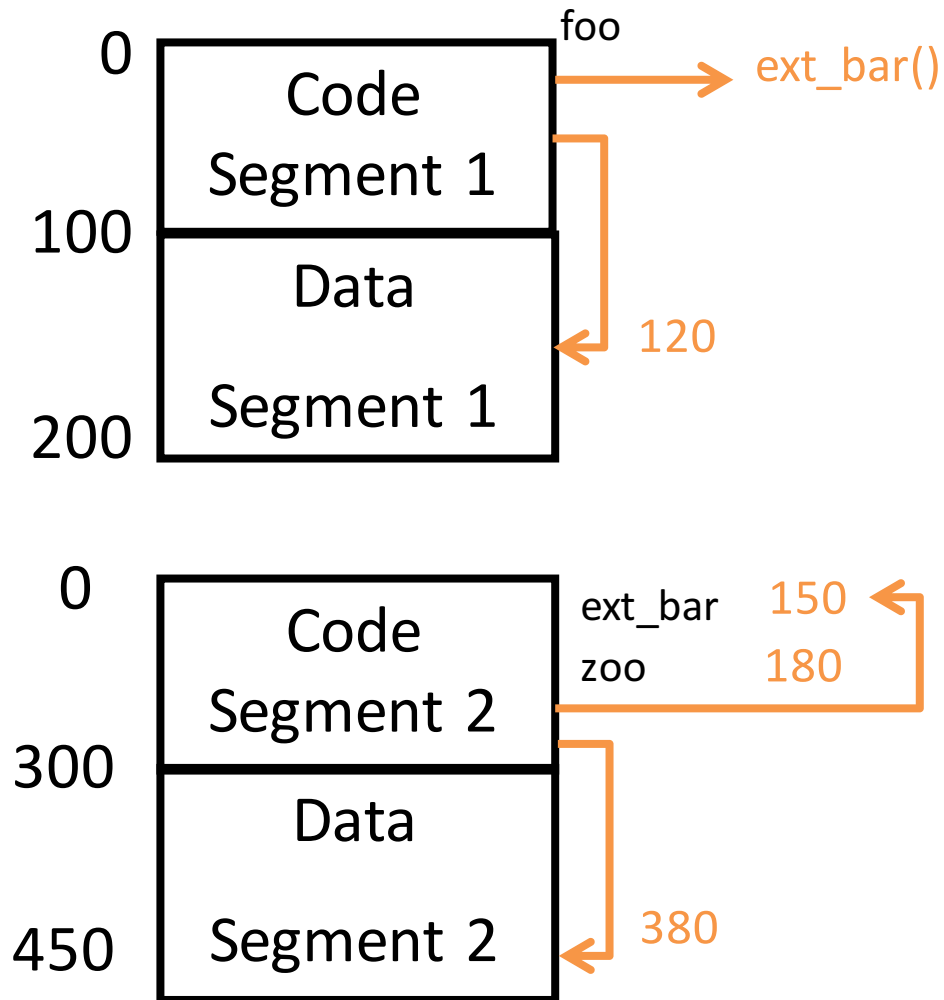 foo
0
Code
ext_bar()
Segment 1
100
Data
120
Segment 1
200
0
ext_bar 150
Code
zoo 180
Segment 2
300
Data
380
Segment 2
450